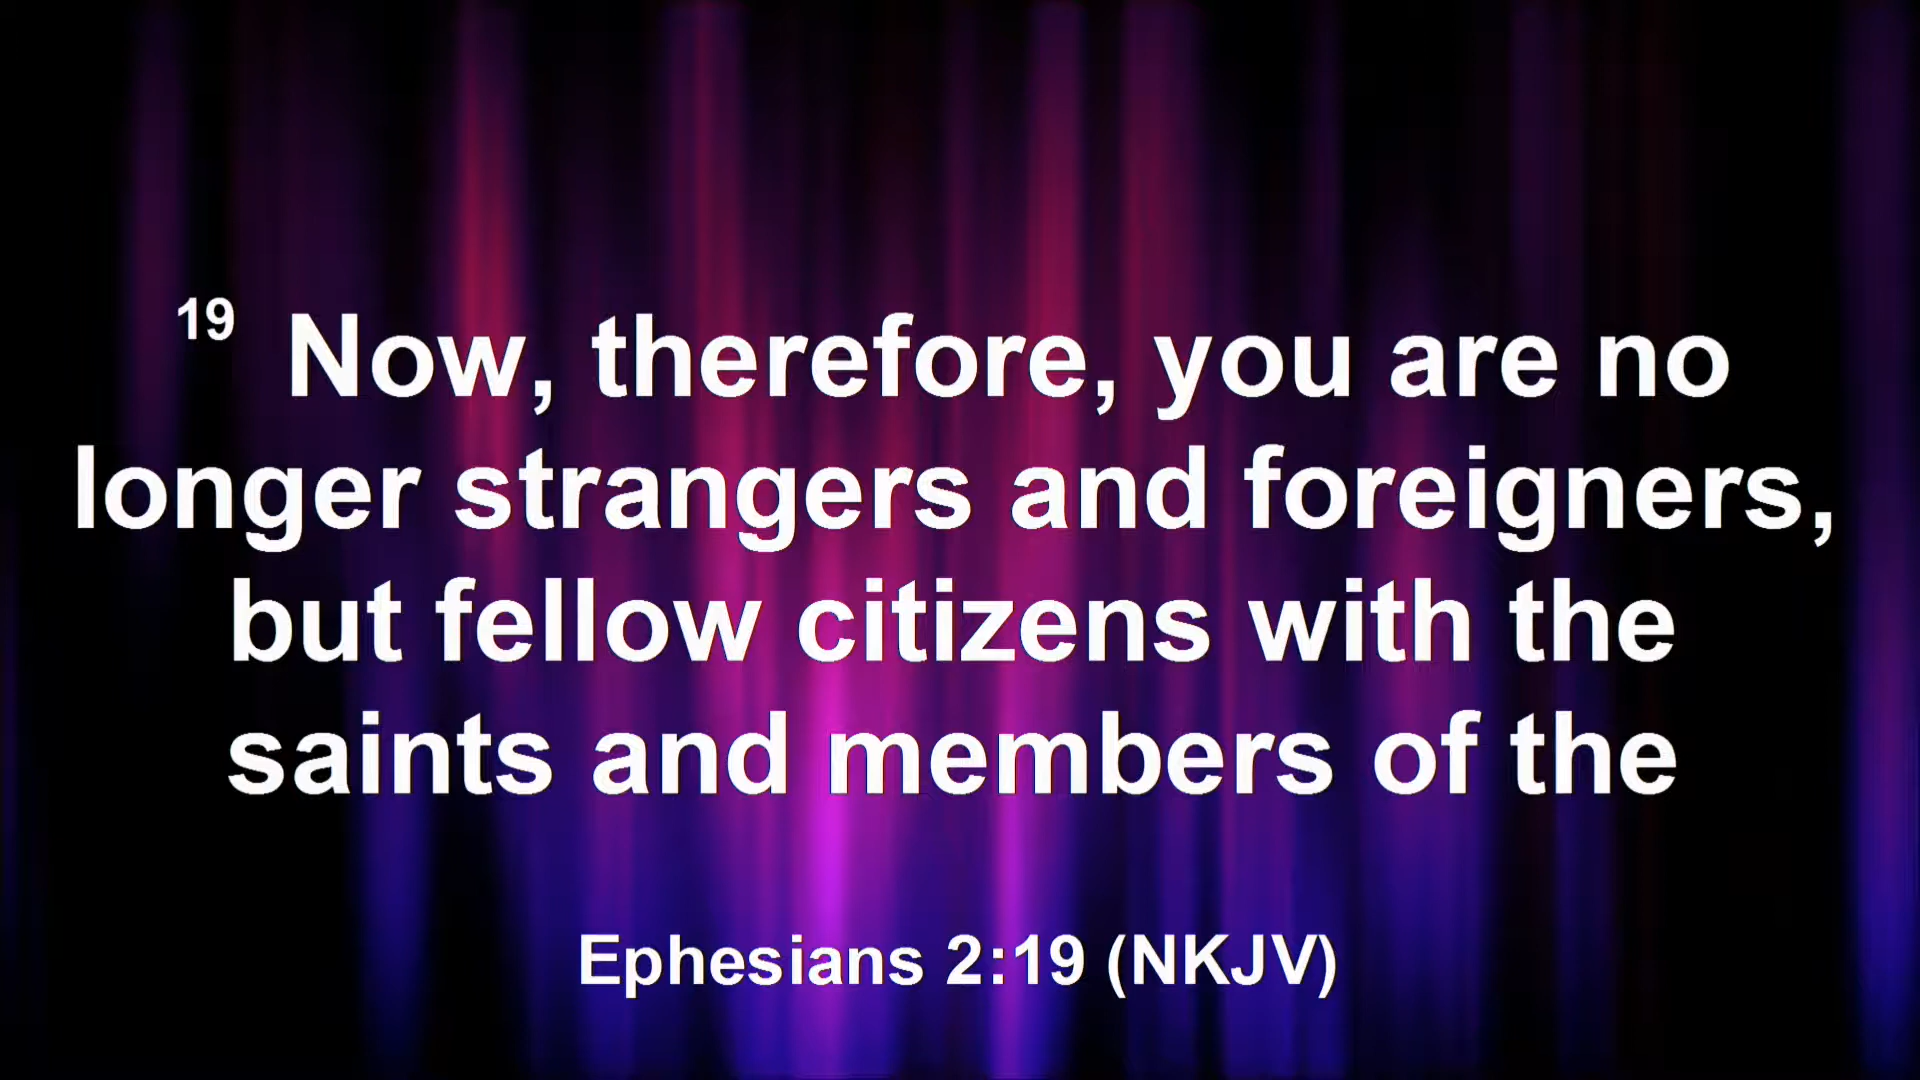 19 Now, therefore, you are no
longer strangers and foreigners,
but fellow citizens with the
saints and members of the
Ephesians 2:19 (NKJV)